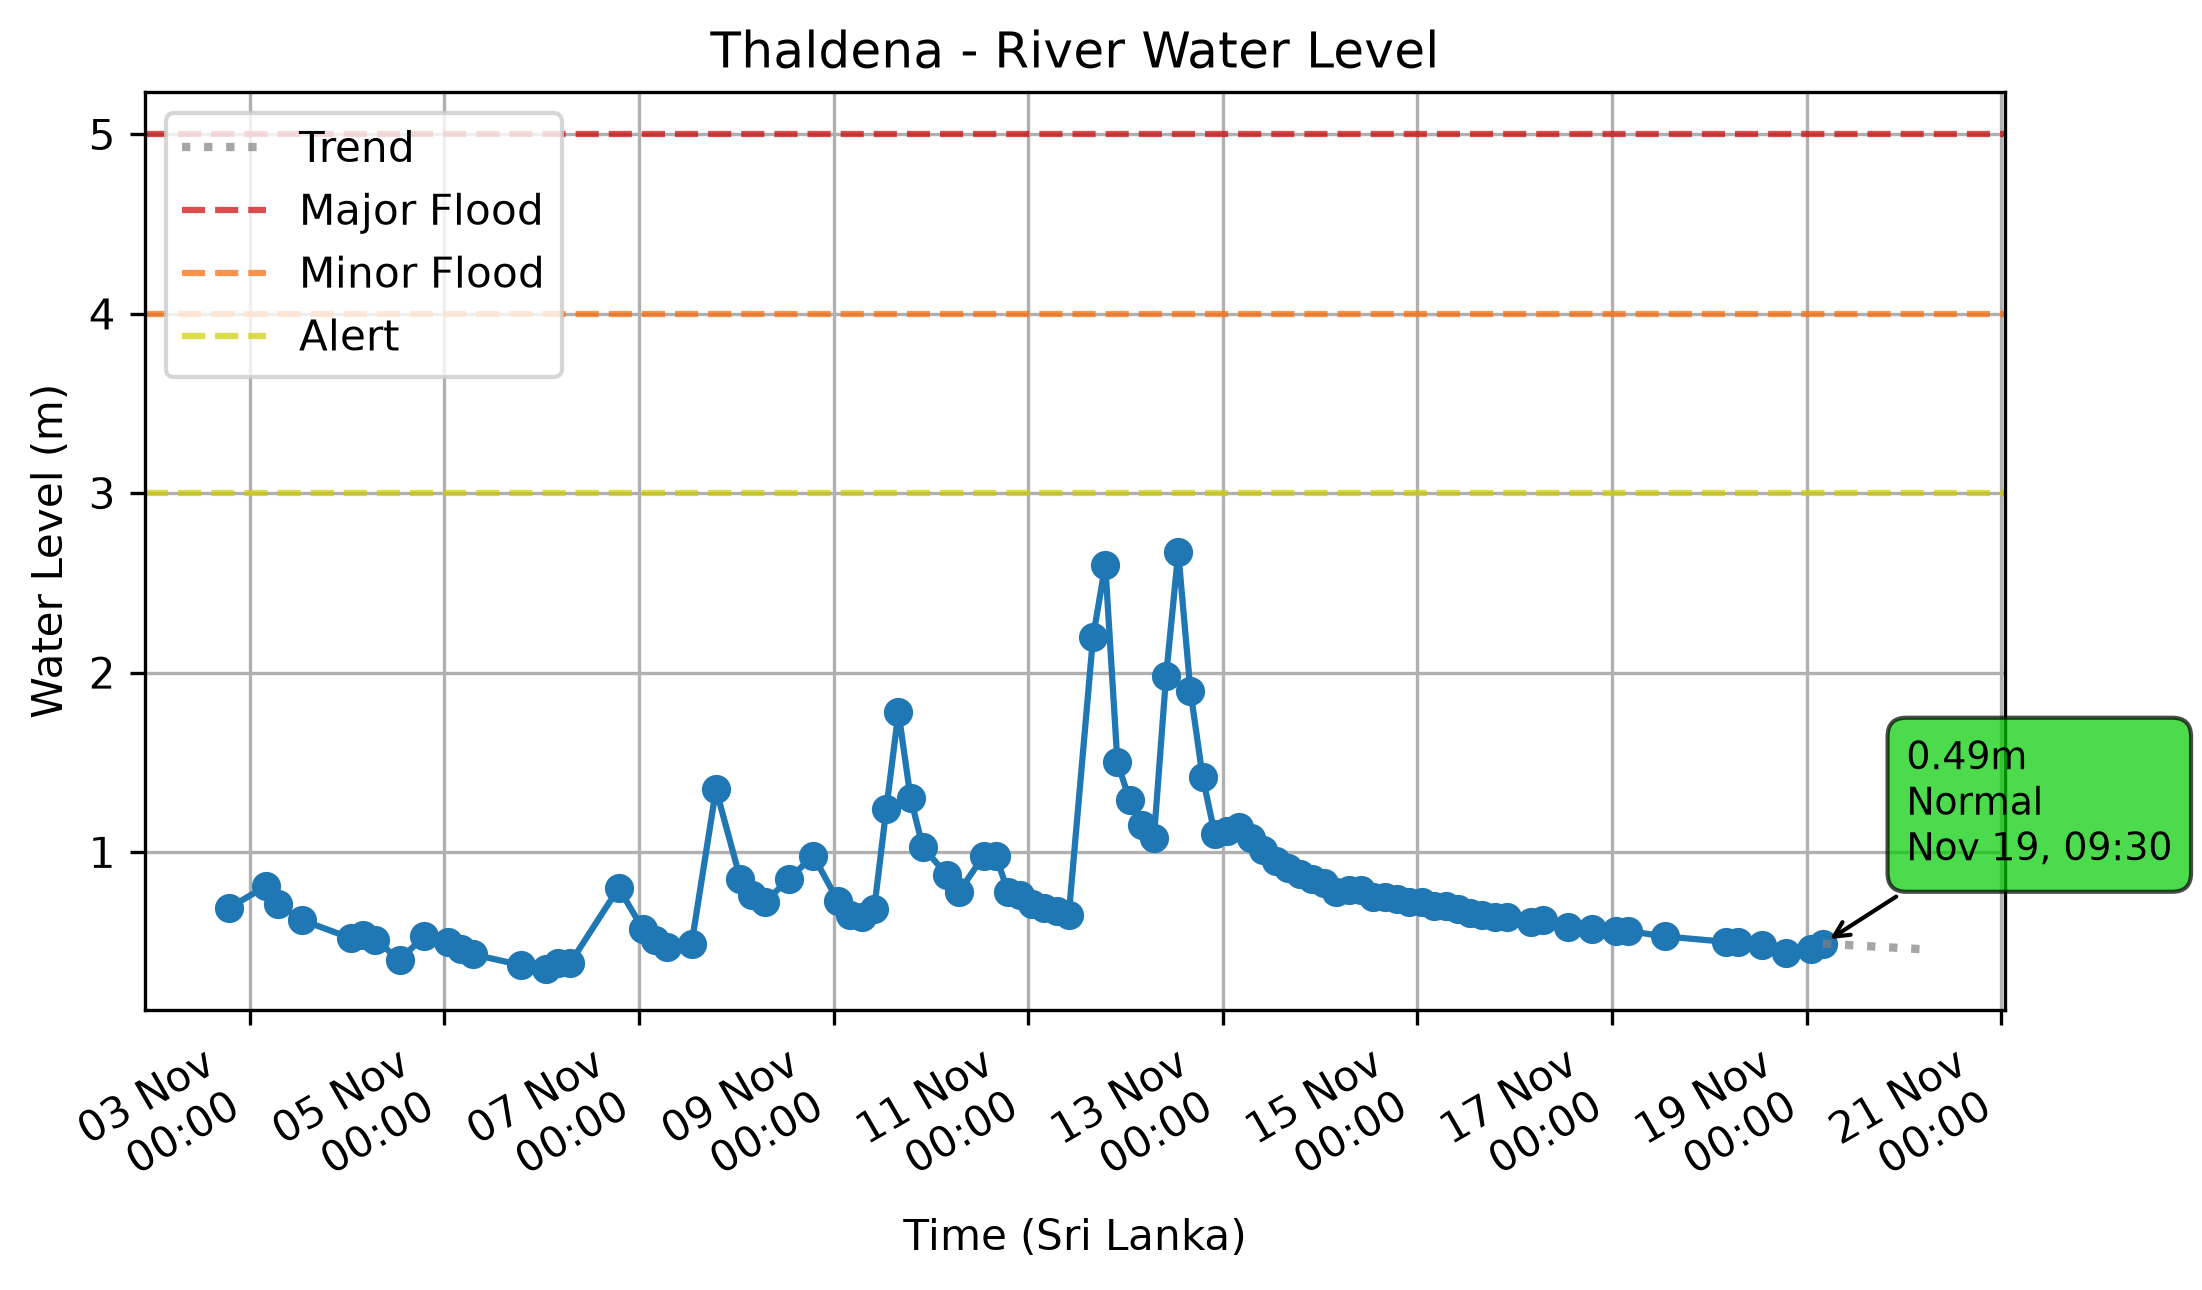 Thaldena - River Water Level
Trend
Major Flood
Minor Flood
Alert
5
4
3
2
1
Water Level (m)
0.49m
Normal
Nov 19, 09:30
03 Nov
00:00
05 Nov
00:00
07 Nov
00:00
09 Nov
00:00
11 Nov
00:00
13 Nov
00:00
15 Nov
00:00
17 Nov
00:00
19 Nov
00:00
21 Nov
00:00
Time (Sri Lanka)